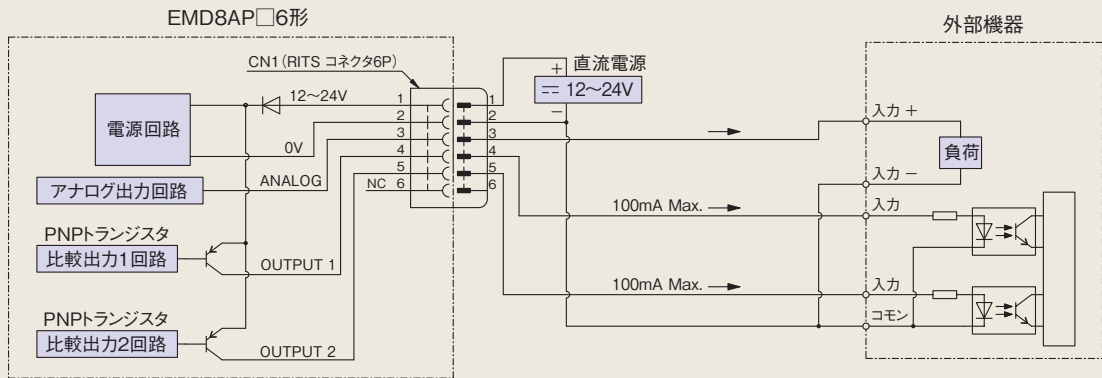 EMD8AP□6形
外部機器
CN1（RITS コネクタ6P）
直流電源
+
12～24V
−
電源回路
12～24V
0V
アナログ出力回路
ANALOG
NC
1
2
3
4
5
6
1
2
3
4
5
6
入力 +
負荷
入力 −
100mA Max.
入力
PNPトランジスタ
比較出力1回路
OUTPUT 1
100mA Max.
入力
コモン
PNPトランジスタ
比較出力2回路
OUTPUT 2